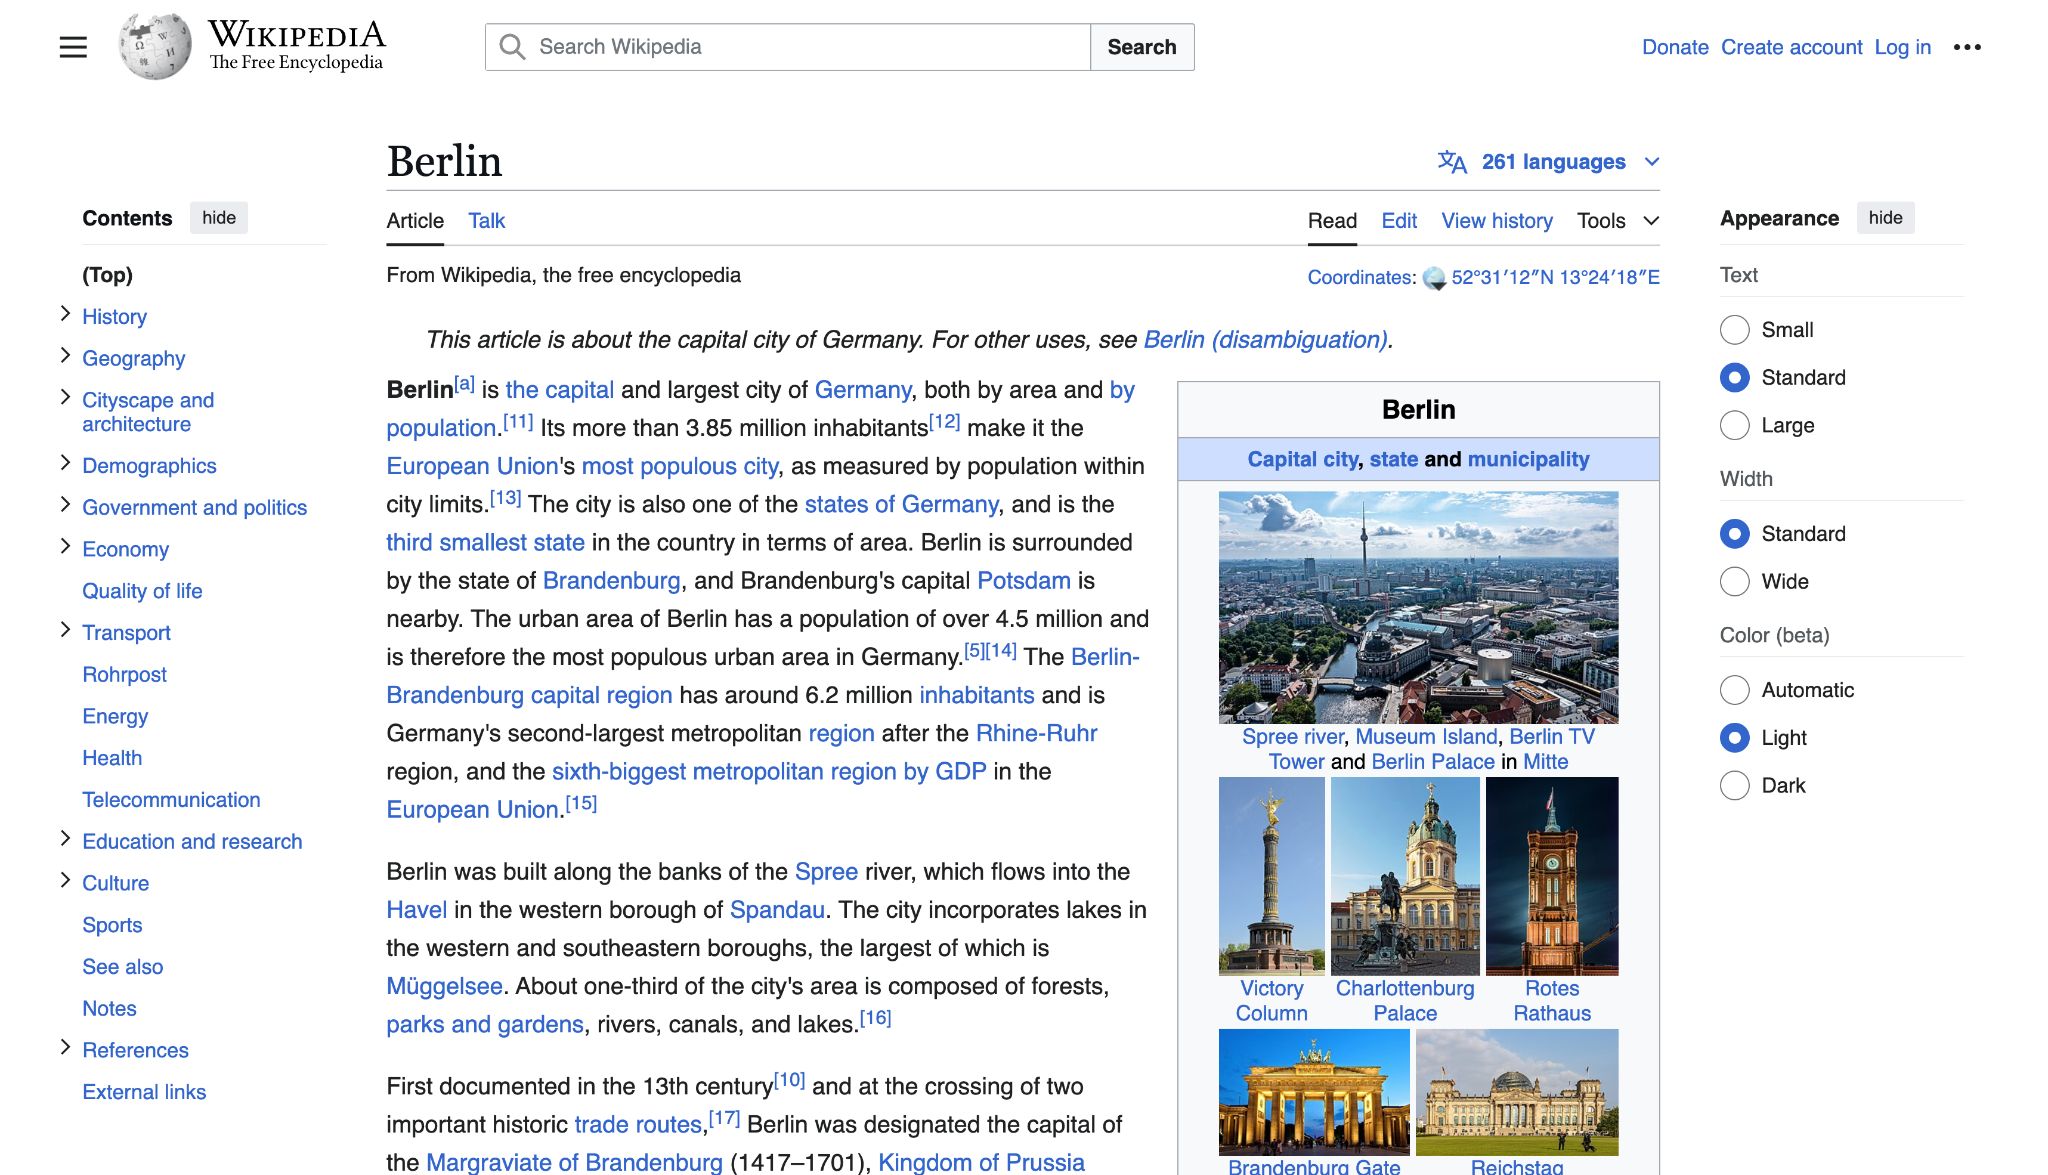 WIKIPEDIA
The Free Encyclopedia
Search Wikipedia
Search
Donate Create account Log in
Berlin
261 languages
Contents hide
(Top)
History
Geography
Cityscape and
architecture
Demographics
Government and politics
Economy
Quality of life
Transport
Rohrpost
Energy
Health
Telecommunication
Education and research
Culture
Sports
See also
Notes
References
External links
Article Talk
Read Edit View history Tools
From Wikipedia, the free encyclopedia
Coordinates: 52°31′12″N 13°24′18″E
This article is about the capital city of Germany. For other uses, see Berlin (disambiguation).
Berlin[a] is the capital and largest city of Germany, both by area and by
population.[11] Its more than 3.85 million inhabitants[12] make it the
European Union's most populous city, as measured by population within
city limits.[13] The city is also one of the states of Germany, and is the
third smallest state in the country in terms of area. Berlin is surrounded
by the state of Brandenburg, and Brandenburg's capital Potsdam is
nearby. The urban area of Berlin has a population of over 4.5 million and
is therefore the most populous urban area in Germany.[5][14] The Berlin-
Brandenburg capital region has around 6.2 million inhabitants and is
Germany's second-largest metropolitan region after the Rhine-Ruhr
region, and the sixth-biggest metropolitan region by GDP in the
European Union.[15]
Berlin was built along the banks of the Spree river, which flows into the
Havel in the western borough of Spandau. The city incorporates lakes in
the western and southeastern boroughs, the largest of which is
Müggelsee. About one-third of the city's area is composed of forests,
parks and gardens, rivers, canals, and lakes.[16]
First documented in the 13th century[10] and at the crossing of two
important historic trade routes,[17] Berlin was designated the capital of
the Margraviate of Brandenburg (1417–1701), Kingdom of Prussia
Berlin
Capital city, state and municipality
Spree river, Museum Island, Berlin TV
Tower and Berlin Palace in Mitte
Victory
Column
Charlottenburg
Palace
Rotes
Rathaus
Brandenburg Gate
Reichstag
Appearance hide
Text
Small
Standard
Large
Width
Standard
Wide
Color (beta)
Automatic
Light
Dark